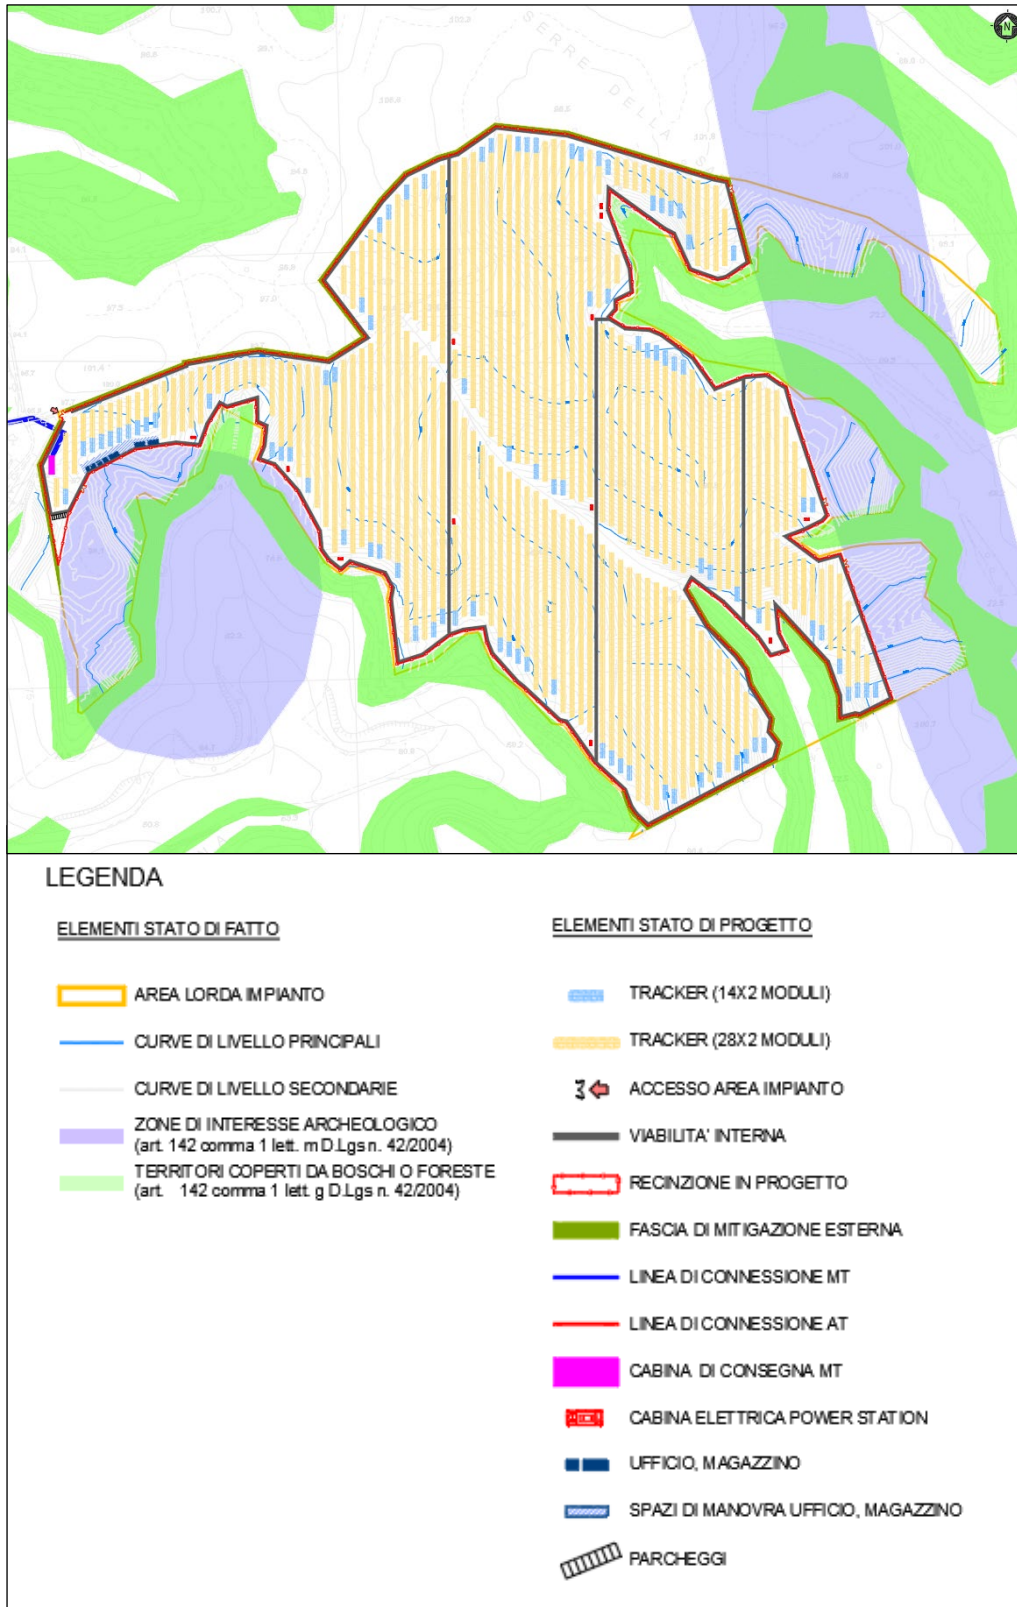 SERRE
DELLA
N
LEGENDA
ELEMENTI STATO DI FATTO
AREA LORDA IMPIANTO
CURVE DI LIVELLO PRINCIPALI
CURVE DI LIVELLO SECONDARIE
ZONE DI INTERESSE ARCHEOLOGICO
(art. 142 comma 1 lett. m D.Lgs n. 42/2004)
TERRITORI COPERTI DA BOSCHI O FORESTE
(art. 142 comma 1 lett. g D.Lgs n. 42/2004)
ELEMENTI STATO DI PROGETTO
TRACKER (14X2 MODULI)
TRACKER (28X2 MODULI)
ACCESSO AREA IMPIANTO
VIABILITA' INTERNA
RECINZIONE IN PROGETTO
FASCIA DI MITIGAZIONE ESTERNA
LINEA DI CONNESSIONE MT
LINEA DI CONNESSIONE AT
CABINA DI CONSEGNA MT
CABINA ELETTRICA POWER STATION
UFFICIO, MAGAZZINO
SPAZI DI MANOVRA UFFICIO, MAGAZZINO
PARCHEGGI